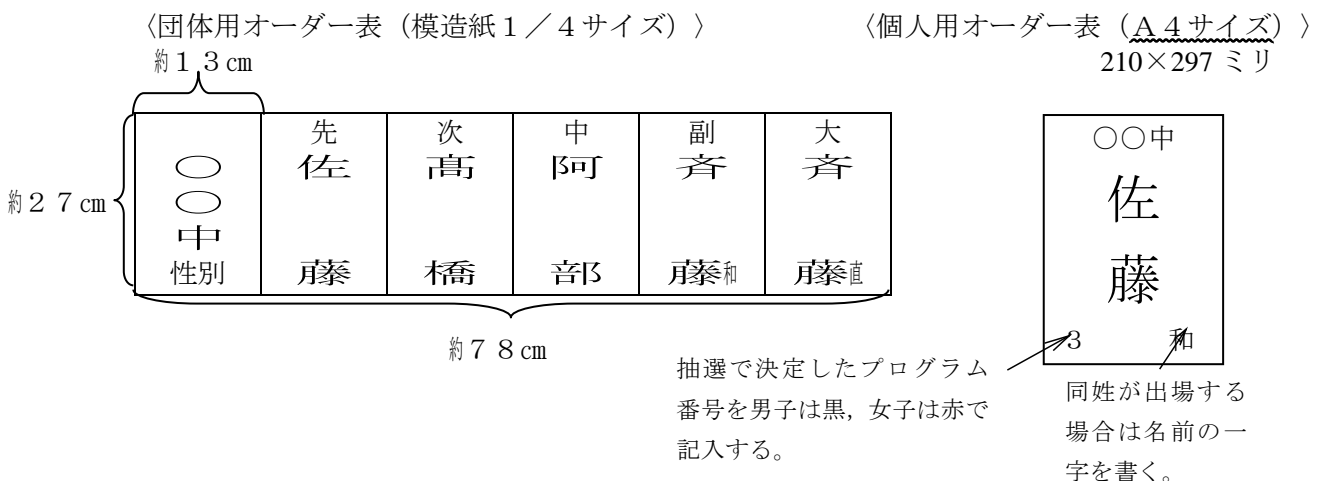 〈団体用オーダー表（模造紙１／４サイズ）〉
約１３cm
約２７cm
○○中 性別
先 佐藤
次 髙橋
中 阿部
副 斉藤和
大 斉藤直
約７８cm
〈個人用オーダー表（Ａ４サイズ）〉
210×297 ミリ
○○中
佐藤
3 和
抽選で決定したプログラム
番号を男子は黒，女子は赤で
記入する。
同姓が出場する
場合は名前の一
字を書く。